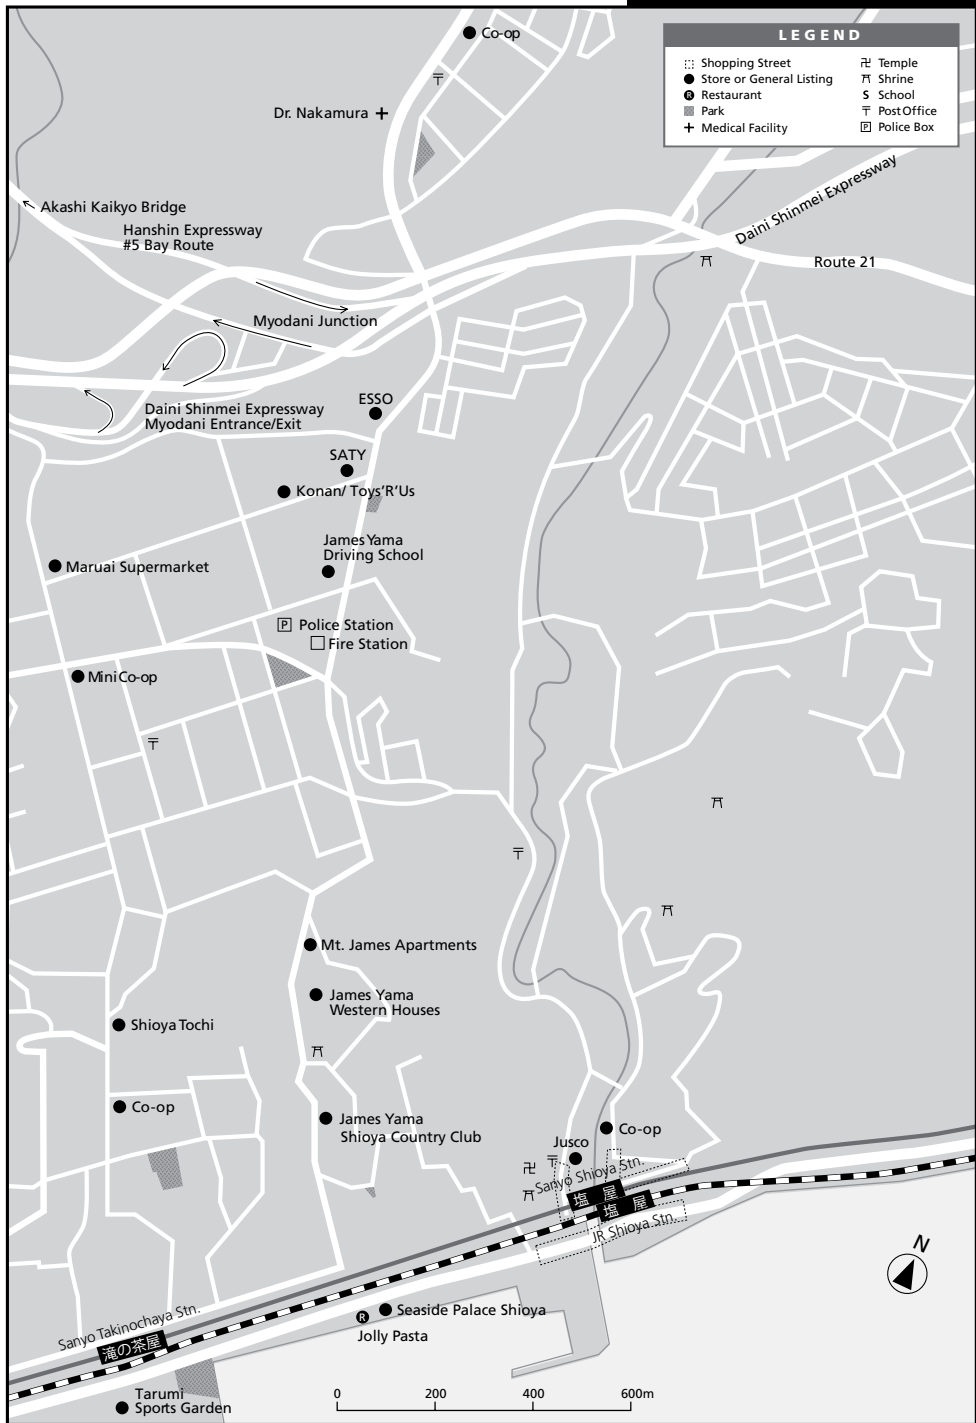 LEGEND
Shopping Street
Store or General Listing
R Restaurant
Park
Medical Facility
卍 Temple
Shrine
S School
〒 Post Office
P Police Box
Co-op
〒
Dr. Nakamura
Akashi Kaikyo Bridge
Hanshin Expressway
#5 Bay Route
Daini Shinmei Expressway
Route 21
Myodani Junction
ESSO
Daini Shinmei Expressway
Myodani Entrance/Exit
SATY
Konan/ Toys'R'Us
James Yama
Driving School
Maruai Supermarket
P Police Station
Fire Station
Mini Co-op
〒
〒
Mt. James Apartments
James Yama
Western Houses
Shioya Tochi
Co-op
James Yama
Shioya Country Club
Co-op
Jusco
卍 〒
Sanyo Shioya Stn.
塩屋
塩屋
JR Shioya Stn.
N
Seaside Palace Shioya
R
Jolly Pasta
Sanyo Takinochaya Stn.
滝の茶屋
Tarumi
Sports Garden
0 200 400 600m